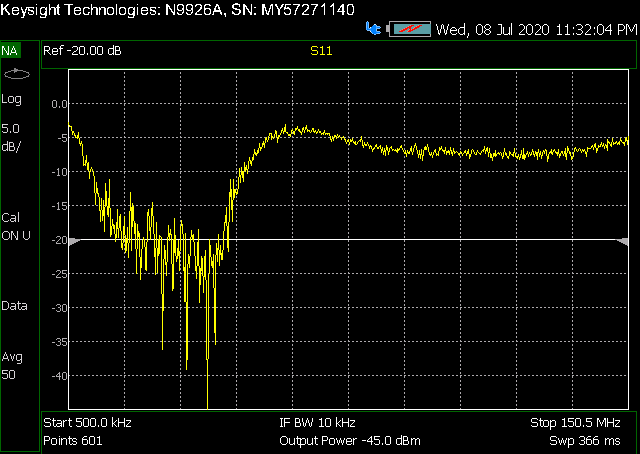 Keysight Technologies: N9926A, SN: MY57271140
Wed, 08 Jul 2020 11:32:04 PM
NA Ref -20.00 dB S11
Log
5.0
dB/
Cal
ON U
Data
Avg
50
0.0
-5
-10
-15
-20
-25
-30
-35
-40
Start 500.0 kHz IF BW 10 kHz Stop 150.5 MHz
Points 601 Output Power -45.0 dBm Swp 366 ms